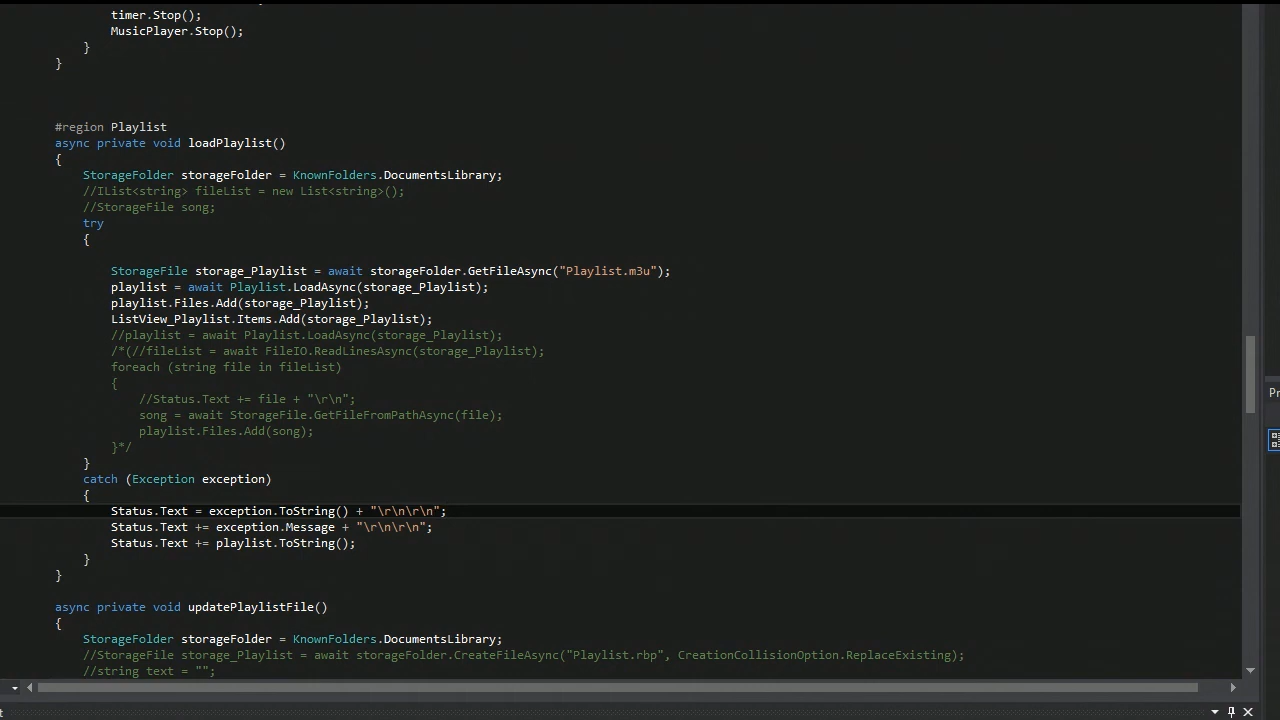 timer.Stop();
MusicPlayer.Stop();
}
}
#region Playlist
async private void loadPlaylist()
{
StorageFolder storageFolder = KnownFolders.DocumentsLibrary;
//IList<string> fileList = new List<string>();
//StorageFile song;
try
{
StorageFile storage_Playlist = await storageFolder.GetFileAsync("Playlist.m3u");
playlist = await Playlist.LoadAsync(storage_Playlist);
playlist.Files.Add(storage_Playlist);
ListView_Playlist.Items.Add(storage_Playlist);
//playlist = await Playlist.LoadAsync(storage_Playlist);
/*(//fileList = await FileIO.ReadLinesAsync(storage_Playlist);
foreach (string file in fileList)
{
//Status.Text += file + "\r\n";
song = await StorageFile.GetFileFromPathAsync(file);
playlist.Files.Add(song);
}*/
}
catch (Exception exception)
{
Status.Text = exception.ToString() + "\r\n\r\n";
Status.Text += exception.Message + "\r\n\r\n";
Status.Text += playlist.ToString();
}
}
async private void updatePlaylistFile()
{
StorageFolder storageFolder = KnownFolders.DocumentsLibrary;
//StorageFile storage_Playlist = await storageFolder.CreateFileAsync("Playlist.rbp", CreationCollisionOption.ReplaceExisting);
//string text = "";
Pr
t